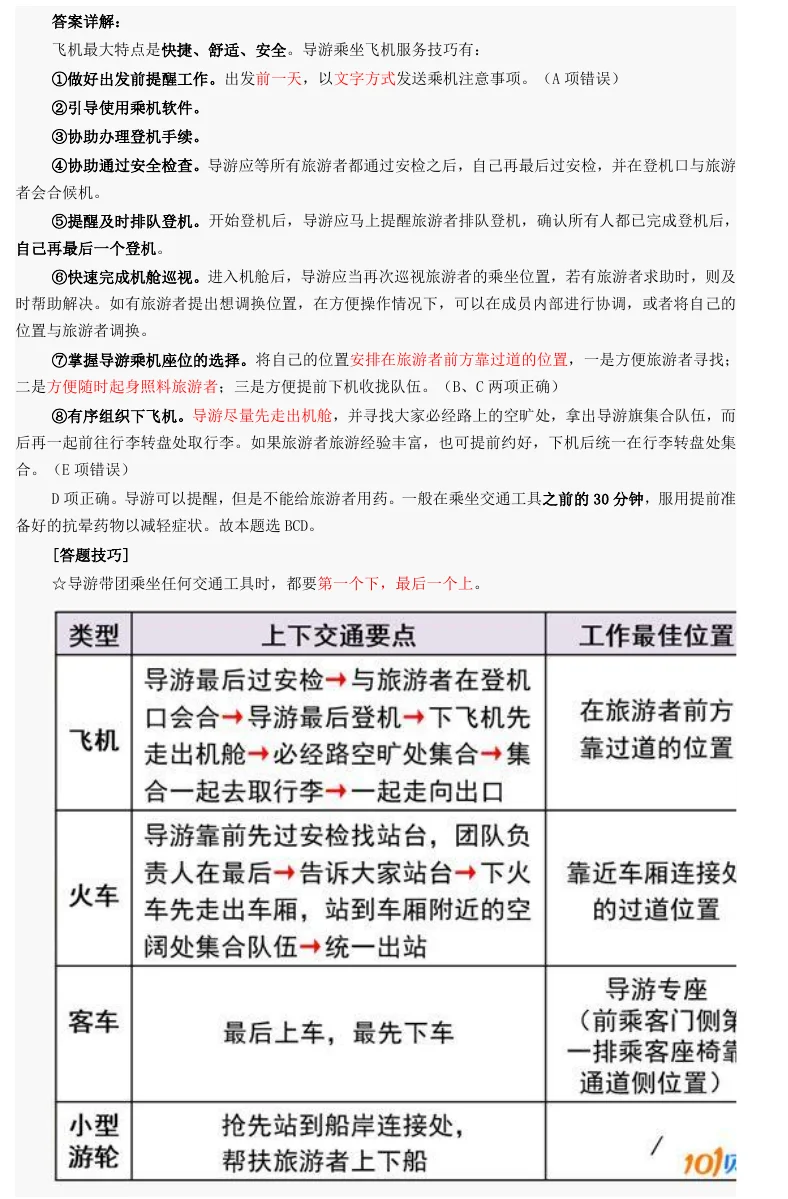 答案详解：
飞机最大特点是快捷、舒适、安全。导游乘坐飞机服务技巧有：
①做好出发前提醒工作。出发前一天，以文字方式发送乘机注意事项。（A 项错误）
②引导使用乘机软件。
③协助办理登机手续。
④协助通过安全检查。导游应等所有旅游者都通过安检之后，自己再最后过安检，并在登机口与旅游
者会合候机。
⑤提醒及时排队登机。开始登机后，导游应马上提醒旅游者排队登机，确认所有人都已完成登机后，
自己再最后一个登机。
⑥快速完成机舱巡视。进入机舱后，导游应当再次巡视旅游者的乘坐位置，若有旅游者求助时，则及
时帮助解决。如有旅游者提出想调换位置，在方便操作情况下，可以在成员内部进行协调，或者将自己的
位置与旅游者调换。
⑦掌握导游乘机座位的选择。将自己的位置安排在旅游者前方靠过道的位置，一是方便旅游者寻找；
二是方便随时起身照料旅游者；三是方便提前下机收拢队伍。（B、C 两项正确）
⑧有序组织下飞机。导游尽量先走出机舱，并寻找大家必经路上的空旷处，拿出导游旗集合队伍，而
后再一起前往行李转盘处取行李。如果旅游者旅游经验丰富，也可提前约好，下机后统一在行李转盘处集
合。（E 项错误）
D 项正确。导游可以提醒，但是不能给旅游者用药。一般在乘坐交通工具之前的 30 分钟，服用提前准
备好的抗晕药物以减轻症状。故本题选 BCD。
[答题技巧]
☆导游带团乘坐任何交通工具时，都要第一个下，最后一个上。
类型 上下交通要点 工作最佳位置
飞机
导游最后过安检→与旅游者在登机
口会合→导游最后登机→下飞机先
走出机舱→必经路空旷处集合→集
合一起去取行李→一起走向出口
在旅游者前方
靠过道的位置
火车
导游靠前先过安检找站台，团队负
责人在最后→告诉大家站台→下火
车先走出车厢，站到车厢附近的空
阔处集合队伍→统一出站
靠近车厢连接处
的过道位置
客车
最后上车，最先下车
导游专座
（前乘客门侧第
一排乘客座椅靠
通道侧位置）
小型
游轮
抢先站到船岸连接处，
帮扶旅游者上下船
/
101